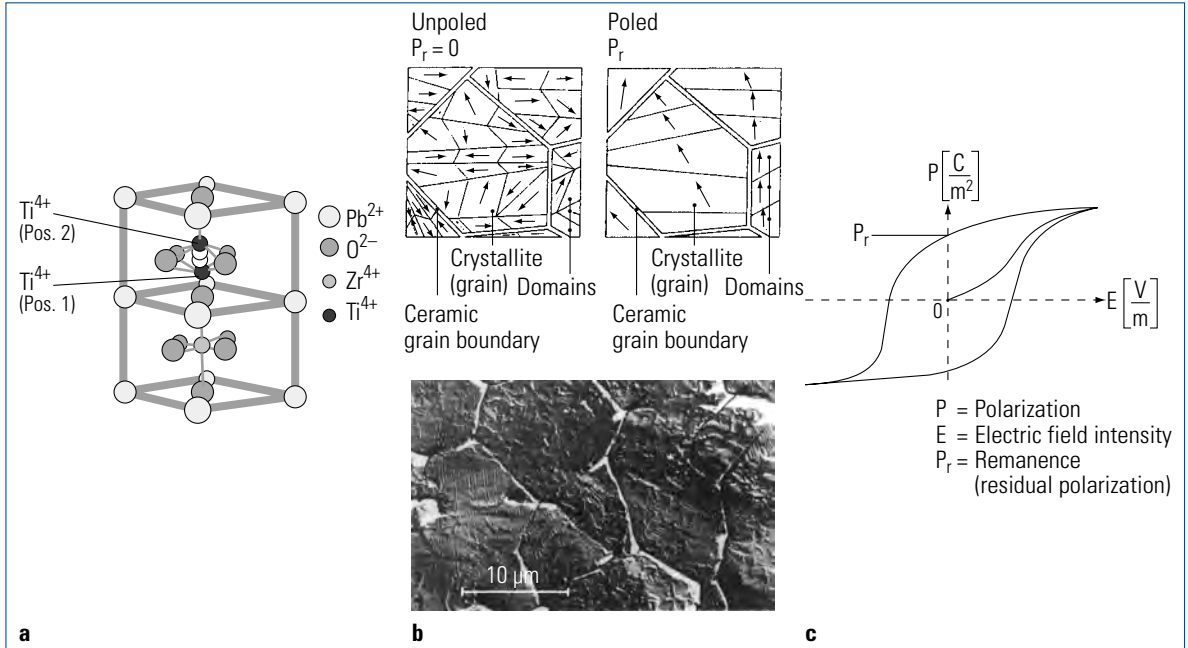 Ti4+
(Pos. 2)
Ti4+
(Pos. 1)
Pb2+
O2−
Zr4+
Ti4+
a
Unpoled
Pr = 0
Poled
Pr
Crystallite
(grain)
Domains
Ceramic
grain boundary
Crystallite
(grain)
Domains
Ceramic
grain boundary
10 µm
b
P [C/m2]
Pr
0
E [V/m]
P = Polarization
E = Electric field intensity
Pr = Remanence
(residual polarization)
c